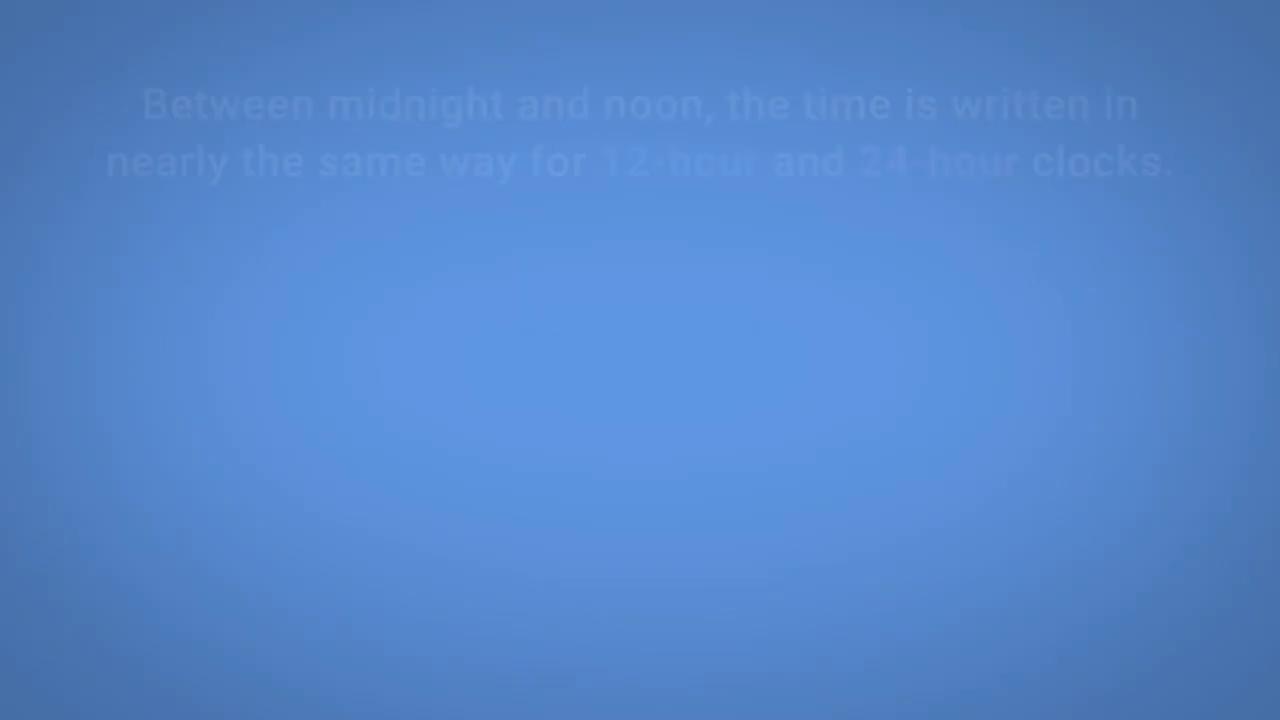 Between midnight and noon, the time is written in
nearly the same way for 12-hour and 24-hour clocks.